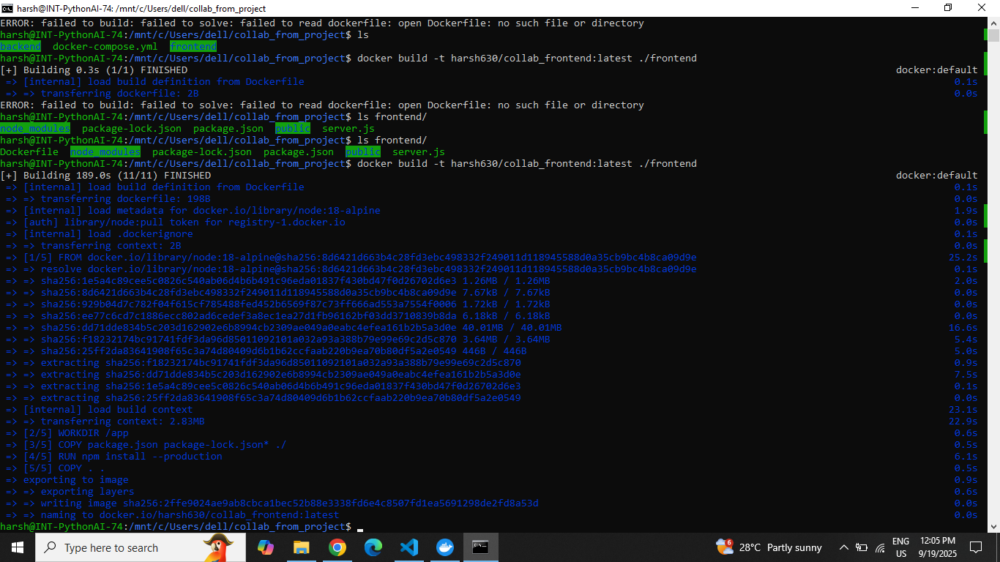 harsh@INT-PythonAI-74: /mnt/c/Users/dell/collab_from_project
ERROR: failed to build: failed to solve: failed to read dockerfile: open Dockerfile: no such file or directory
harsh@INT-PythonAI-74:/mnt/c/Users/dell/collab_from_project$ ls
backend  docker-compose.yml  frontend
harsh@INT-PythonAI-74:/mnt/c/Users/dell/collab_from_project$ docker build -t harsh630/collab_frontend:latest ./frontend
[+] Building 0.3s (1/1) FINISHED docker:default
=> [internal] load build definition from Dockerfile 0.1s
=> => transferring dockerfile: 2B 0.0s
ERROR: failed to build: failed to solve: failed to read dockerfile: open Dockerfile: no such file or directory
harsh@INT-PythonAI-74:/mnt/c/Users/dell/collab_from_project$ ls frontend/
node_modules  package-lock.json  package.json  public  server.js
harsh@INT-PythonAI-74:/mnt/c/Users/dell/collab_from_project$ ls frontend/
Dockerfile  node_modules  package-lock.json  package.json  public  server.js
harsh@INT-PythonAI-74:/mnt/c/Users/dell/collab_from_project$ docker build -t harsh630/collab_frontend:latest ./frontend
[+] Building 189.0s (11/11) FINISHED docker:default
=> [internal] load build definition from Dockerfile 0.1s
=> => transferring dockerfile: 198B 0.0s
=> [internal] load metadata for docker.io/library/node:18-alpine 1.9s
=> [auth] library/node:pull token for registry-1.docker.io 0.0s
=> [internal] load .dockerignore 0.1s
=> => transferring context: 2B 0.0s
=> [1/5] FROM docker.io/library/node:18-alpine@sha256:8d6421d663b4c28fd3ebc498332f249011d118945588d0a35cb9bc4b8ca09d9e 25.2s
=> => resolve docker.io/library/node:18-alpine@sha256:8d6421d663b4c28fd3ebc498332f249011d118945588d0a35cb9bc4b8ca09d9e 0.1s
=> => sha256:1e5a4c89cee5c0826c540ab06d4b6b491c96eda01837f430bd47f0d26702d6e3 1.26MB / 1.26MB 2.0s
=> => sha256:8d6421d663b4c28fd3ebc498332f249011d118945588d0a35cb9bc4b8ca09d9e 7.67kB / 7.67kB 0.0s
=> => sha256:929b04d7c782f04f615cf785488fed452b6569f87c73ff666ad553a7554f0006 1.72kB / 1.72kB 0.0s
=> => sha256:ee77c6cd7c1886ecc802ad6cedef3a8ec1ea27d1fb96162bf03dd3710839b8da 6.18kB / 6.18kB 0.0s
=> => sha256:dd71dde834b5c203d162902e6b8994cb2309ae049a0eabc4efea161b2b5a3d0e 40.01MB / 40.01MB 16.6s
=> => sha256:f18232174bc91741fdf3da96d85011092101a032a93a388b79e99e69c2d5c870 3.64MB / 3.64MB 5.4s
=> => sha256:25ff2da83641908f65c3a74d80409d6b1b62ccfaab220b9ea70b80df5a2e0549 446B / 446B 5.0s
=> => extracting sha256:f18232174bc91741fdf3da96d85011092101a032a93a388b79e99e69c2d5c870 0.9s
=> => extracting sha256:dd71dde834b5c203d162902e6b8994cb2309ae049a0eabc4efea161b2b5a3d0e 7.5s
=> => extracting sha256:1e5a4c89cee5c0826c540ab06d4b6b491c96eda01837f430bd47f0d26702d6e3 0.1s
=> => extracting sha256:25ff2da83641908f65c3a74d80409d6b1b62ccfaab220b9ea70b80df5a2e0549 0.0s
=> [internal] load build context 23.1s
=> => transferring context: 2.83MB 22.9s
=> [2/5] WORKDIR /app 0.6s
=> [3/5] COPY package.json package-lock.json* ./ 0.5s
=> [4/5] RUN npm install --production 6.1s
=> [5/5] COPY . . 0.5s
=> exporting to image 0.9s
=> => exporting layers 0.6s
=> => writing image sha256:2ffe9024ae9ab8cbca1bec52b88e3338fd6e4c8507fd1ea5691298de2fd8a53d 0.0s
=> => naming to docker.io/harsh630/collab_frontend:latest 0.0s
harsh@INT-PythonAI-74:/mnt/c/Users/dell/collab_from_project$
Type here to search
6
28°C Partly sunny
ENG
US
12:05 PM
9/19/2025